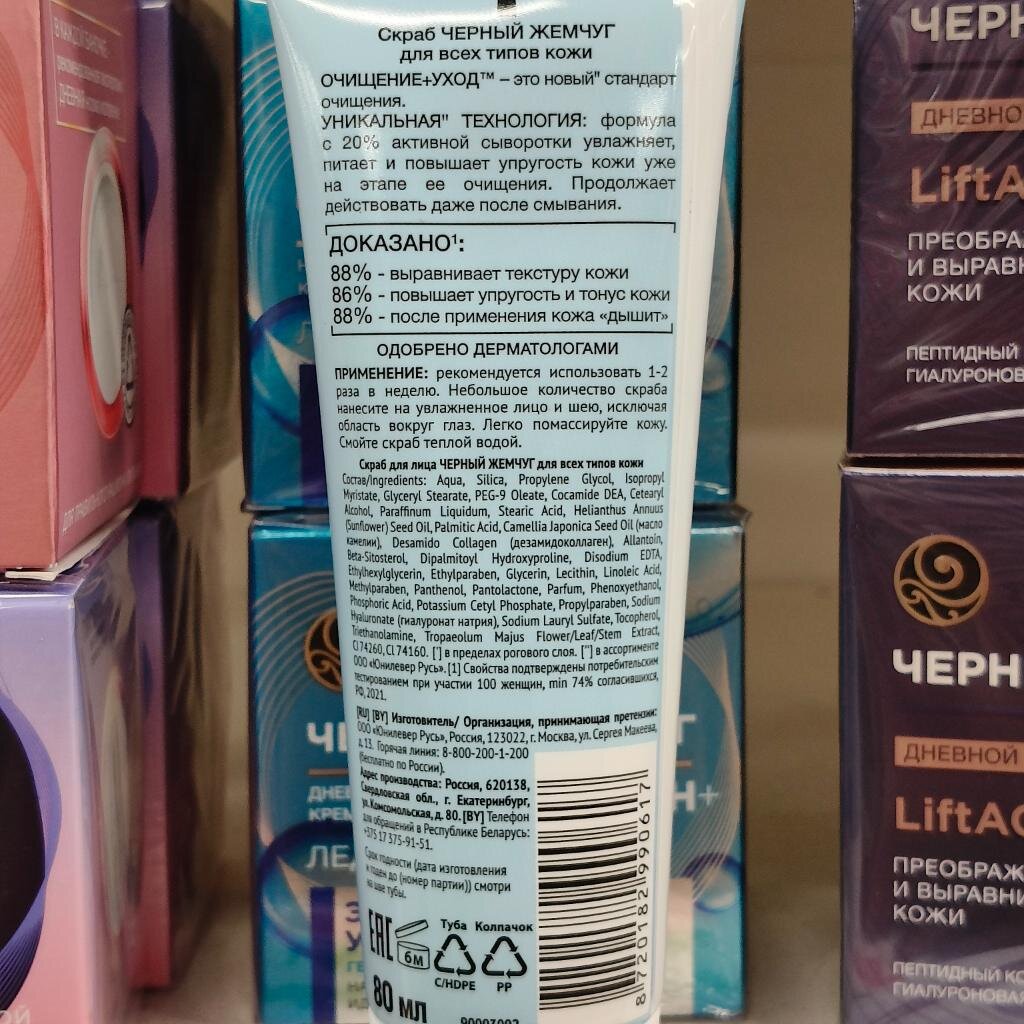 Скраб ЧЕРНЫЙ ЖЕМЧУГ
для всех типов кожи
ОЧИЩЕНИЕ+УХОД™ – это новый" стандарт
очищения.
УНИКАЛЬНАЯ" ТЕХНОЛОГИЯ: формула
с 20% активной сыворотки увлажняет,
питает и повышает упругость кожи уже
на этапе ее очищения. Продолжает
действовать даже после смывания.
ДОКАЗАНО¹:
88% - выравнивает текстуру кожи
86% - повышает упругость и тонус кожи
88% - после применения кожа «дышит»
ОДОБРЕНО ДЕРМАТОЛОГАМИ
ПРИМЕНЕНИЕ: рекомендуется использовать 1-2
раза в неделю. Небольшое количество скраба
нанесите на увлажненное лицо и шею, исключая
область вокруг глаз. Легко помассируйте кожу.
Смойте скраб теплой водой.
Скраб для лица ЧЕРНЫЙ ЖЕМЧУГ для всех типов кожи
Состав/Ingredients: Aqua, Silica, Propylene Glycol, Isopropyl
Myristate, Glyceryl Stearate, PEG-9 Oleate, Cocamide DEA, Cetearyl
Alcohol, Paraffinum Liquidum, Stearic Acid, Helianthus Annuus
(Sunflower) Seed Oil, Palmitic Acid, Camellia Japonica Seed Oil (масло
камелии), Desamido Collagen (дезамидоколлаген), Allantoin,
Beta-Sitosterol, Dipalmitoyl Hydroxyproline, Disodium EDTA,
Ethylhexylglycerin, Ethylparaben, Glycerin, Lecithin, Linoleic Acid,
Methylparaben, Panthenol, Pantolactone, Parfum, Phenoxyethanol,
Phosphoric Acid, Potassium Cetyl Phosphate, Propylparaben, Sodium
Hyaluronate (гиалуронат натрия), Sodium Lauryl Sulfate, Tocopherol,
Triethanolamine, Tropaeolum Majus Flower/Leaf/Stem Extract,
CI 74260, CI 74160. ['] в пределах рогового слоя. ["] в ассортименте
ООО «Юнилевер Русь». [1] Свойства подтверждены потребительским
тестированием при участии 100 женщин, min 74% согласившихся,
РФ, 2021.
[RU] [BY] Изготовитель/ Организация, принимающая претензии:
ООО «Юнилевер Русь», Россия, 123022, г. Москва, ул. Сергея Макеева,
д. 13. Горячая линия: 8-800-200-1-200
(бесплатно по России).
Адрес производства: Россия, 620138,
Свердловская обл., г. Екатеринбург,
ул. Комсомольская, д. 80. [BY] Телефон
для обращений в Республике Беларусь:
+375 17 375-91-51.
Срок годности (дата изготовления
и годен до (номер партии)) смотри
на шве тубы.
EAC
6м
Туба Колпачок
C/HDPE PP
80 мл
8 720182 990617
ЧЕРН
ДНЕВНО
LiftA
ПРЕОБРА
И ВЫРАВН
КОЖИ
ПЕПТИДНЫЙ
ГИАЛУРОНОВ
ЧЕРН
ДНЕВНОЙ
LiftAC
ПРЕОБРАЖ
И ВЫРАВНИ
КОЖИ
ПЕПТИДНЫЙ КО
ГИАЛУРОНОВА